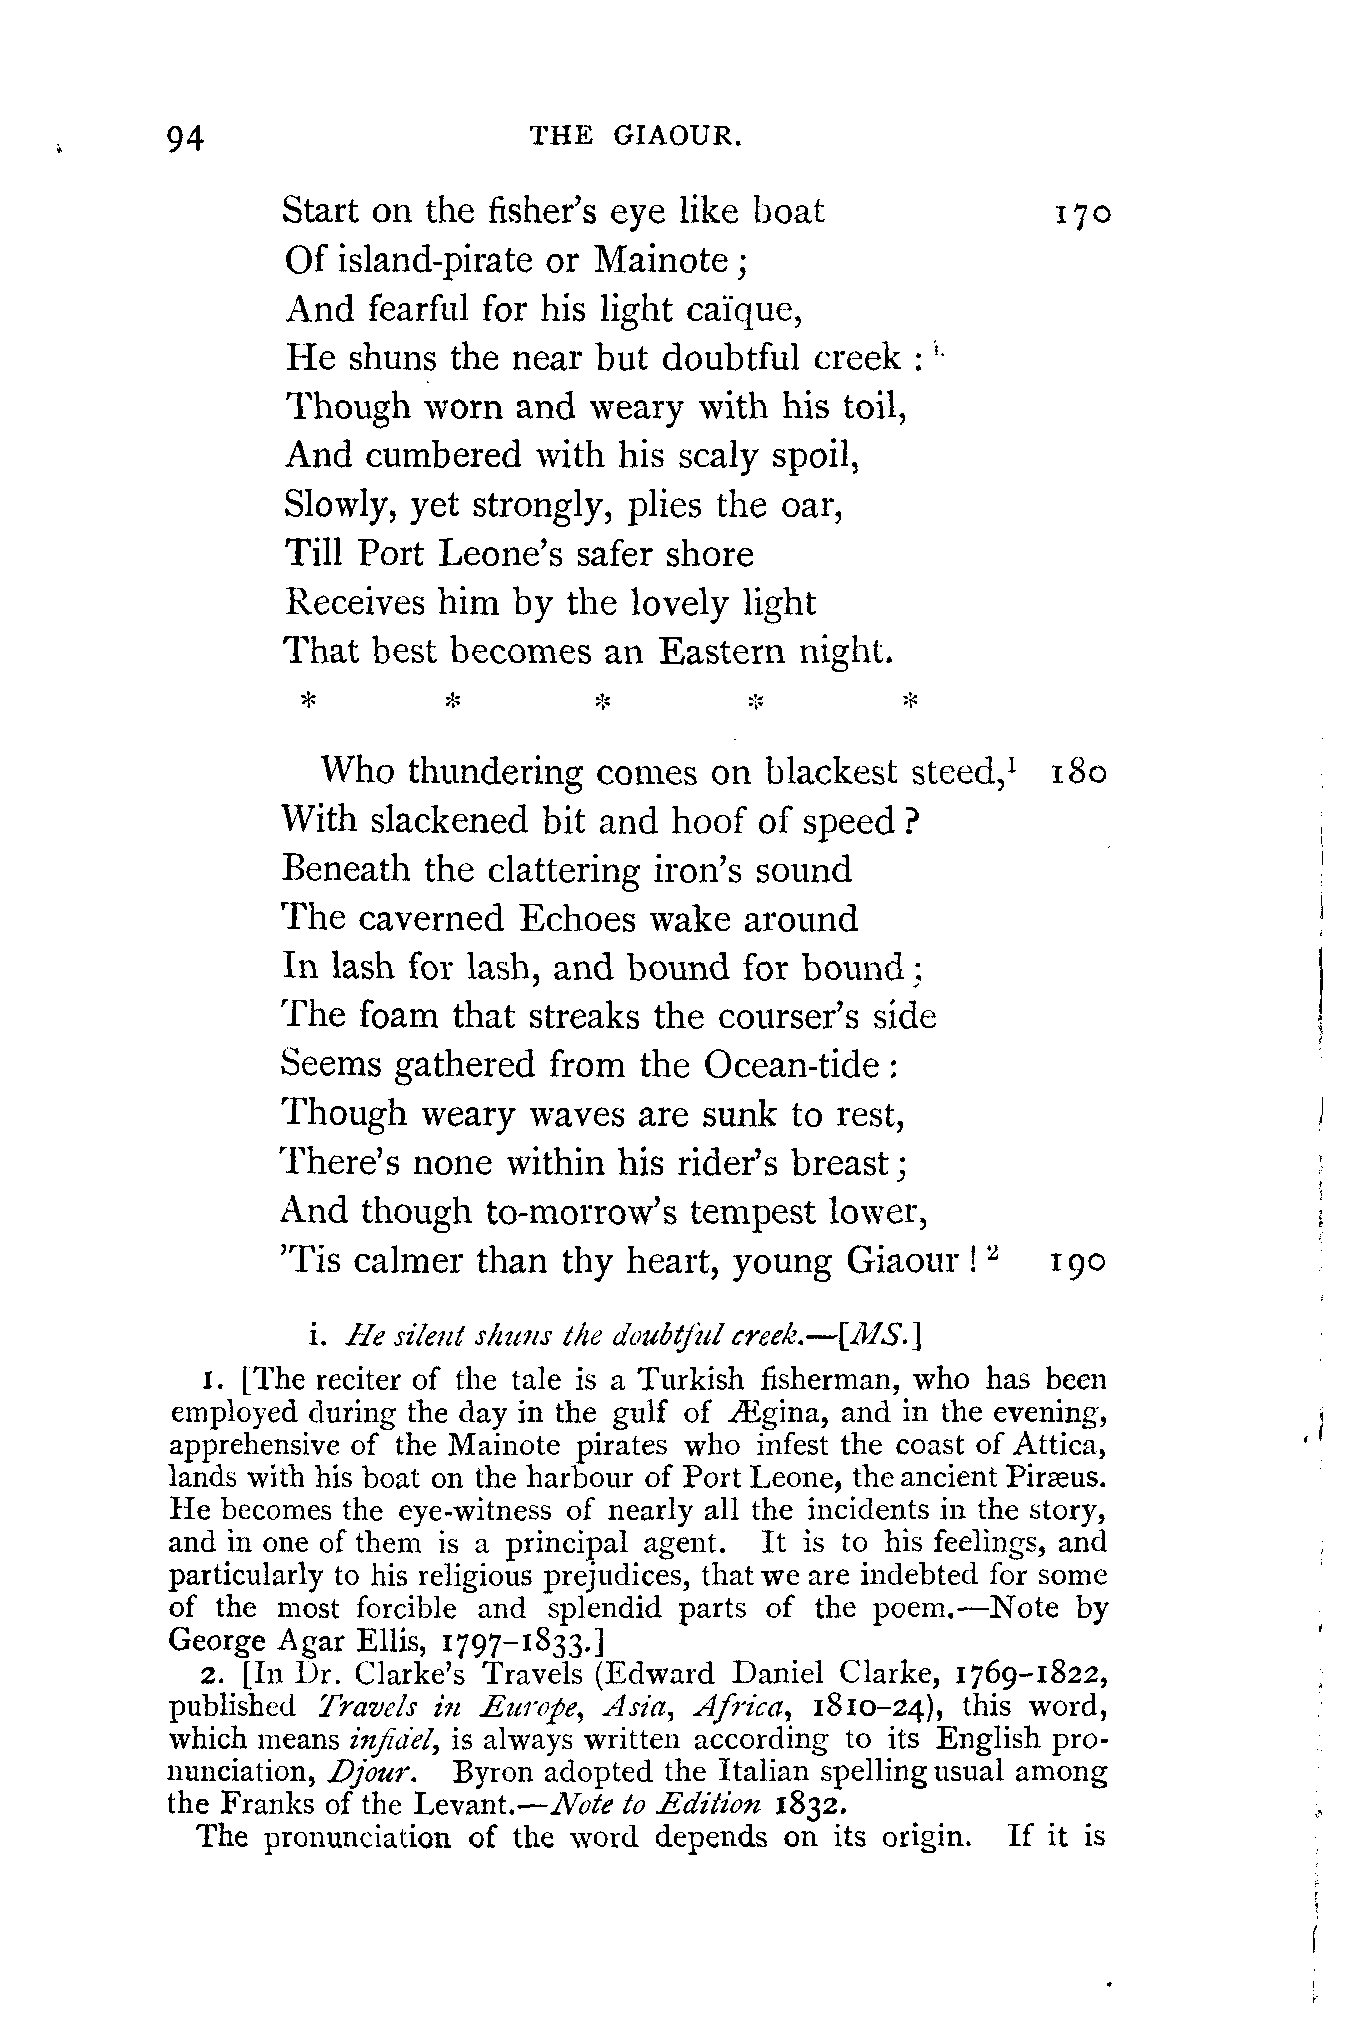 94 THE GIAOUR.
Start on the fisher's eye like boat 170
Of island-pirate or Mainote ;
And fearful for his light caïque,
He shuns the near but doubtful creek : i.
Though worn and weary with his toil,
And cumbered with his scaly spoil,
Slowly, yet strongly, plies the oar,
Till Port Leone's safer shore
Receives him by the lovely light
That best becomes an Eastern night.
* * * * *
Who thundering comes on blackest steed,¹ 180
With slackened bit and hoof of speed ?
Beneath the clattering iron's sound
The caverned Echoes wake around
In lash for lash, and bound for bound ;
The foam that streaks the courser's side
Seems gathered from the Ocean-tide :
Though weary waves are sunk to rest,
There's none within his rider's breast ;
And though to-morrow's tempest lower,
'Tis calmer than thy heart, young Giaour ! ² 190
i. He silent shuns the doubtful creek.—[MS.]
1. [The reciter of the tale is a Turkish fisherman, who has been
employed during the day in the gulf of Ægina, and in the evening,
apprehensive of the Mainote pirates who infest the coast of Attica,
lands with his boat on the harbour of Port Leone, the ancient Piræus.
He becomes the eye-witness of nearly all the incidents in the story,
and in one of them is a principal agent. It is to his feelings, and
particularly to his religious prejudices, that we are indebted for some
of the most forcible and splendid parts of the poem.—Note by
George Agar Ellis, 1797–1833.]
2. [In Dr. Clarke's Travels (Edward Daniel Clarke, 1769–1822,
published Travels in Europe, Asia, Africa, 1810–24), this word,
which means infidel, is always written according to its English pro-
nunciation, Djour. Byron adopted the Italian spelling usual among
the Franks of the Levant.—Note to Edition 1832.
The pronunciation of the word depends on its origin. If it is